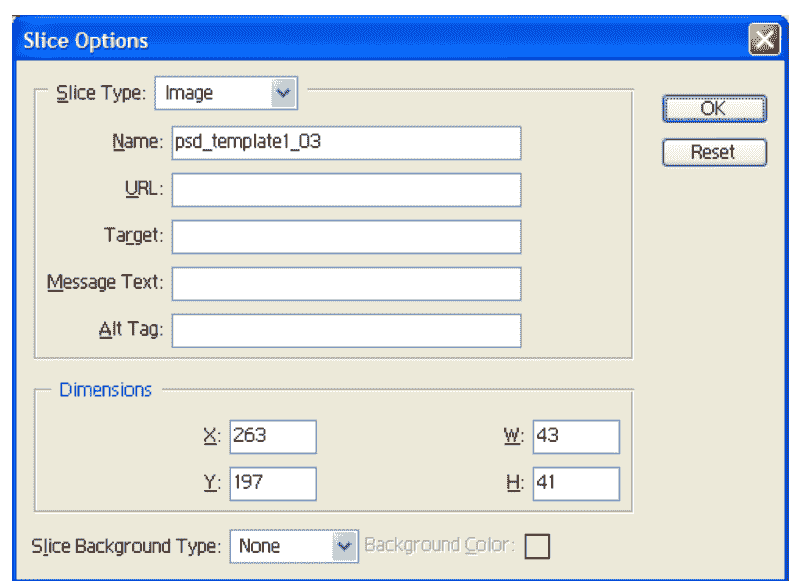 Slice Options
Slice Type: Image
OK
Name: psd_template1_03
Reset
URL:
Target:
Message Text:
Alt Tag:
Dimensions
X: 263 W: 43
Y: 197 H: 41
Slice Background Type: None Background Color: